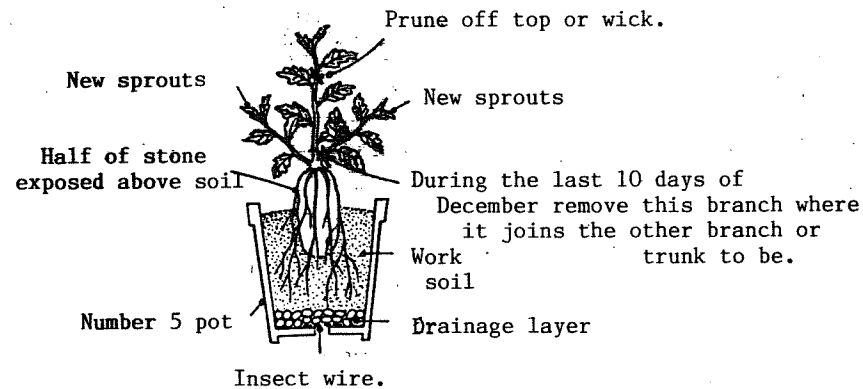 Prune off top or wick.
New sprouts
New sprouts
Half of stone
exposed above soil
During the last 10 days of
December remove this branch where
it joins the other branch or
trunk to be.
Work
soil
Number 5 pot
Drainage layer
Insect wire.